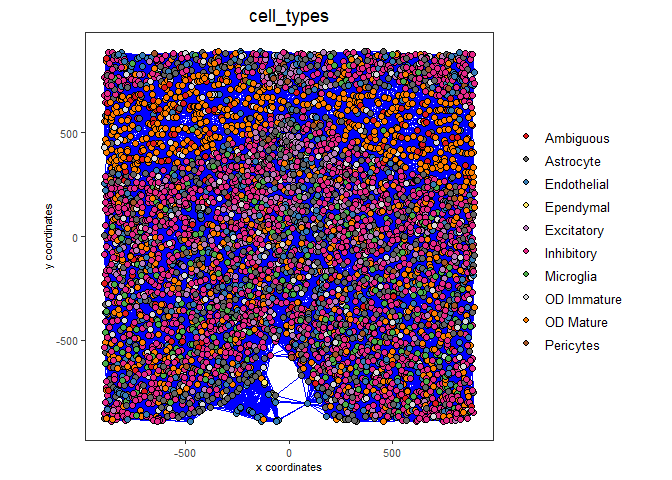 cell_types
500
0
-500
y coordinates
-500
0
500
x coordinates
Ambiguous
Astrocyte
Endothelial
Ependymal
Excitatory
Inhibitory
Microglia
OD Immature
OD Mature
Pericytes